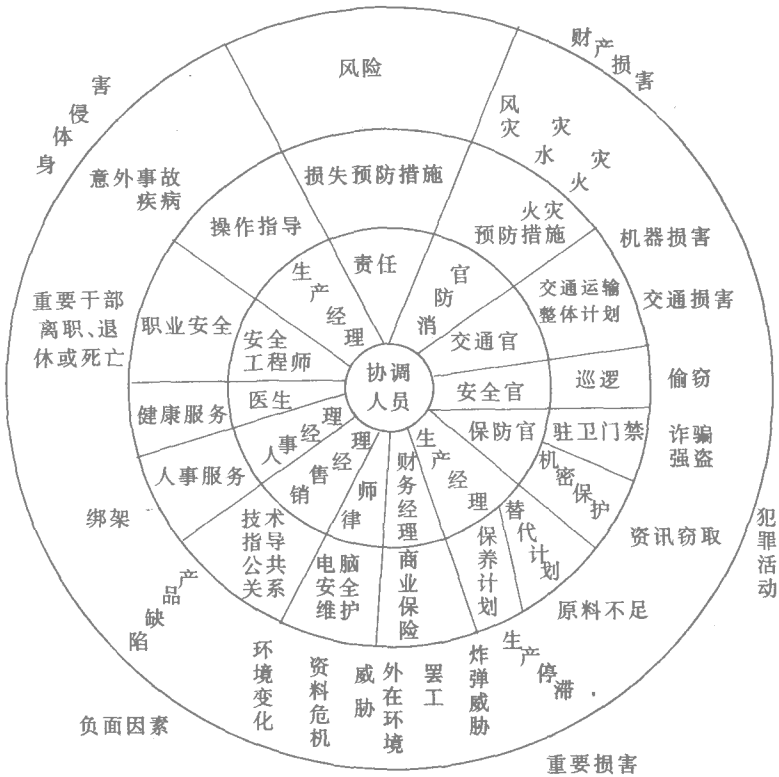 风险
财产损害
身体侵害
风灾
水灾
火灾
意外事故
疾病
损失预防措施
操作指导
火灾
预防措施
机器损害
责任
生产经理
消防官
重要干部
离职、退
休或死亡
职业安全
安全
工程师
交通官
交通运输
整体计划
交通损害
协调
人员
医生
安全官
巡逻
偷窃
健康服务
人事经理
保防官
驻卫门禁
诈骗
强盗
人事服务
销售经理
律师
财务经理
生产经理
机密保护
绑架
技术
指导
公共
关系
电脑
安全
维护
商业保险
保养计划
替代计划
资讯窃取
犯罪活动
产品缺陷
原料不足
环境变化
资料危机
威胁
外在环境
罢工
炸弹威胁
生产停滞
负面因素
重要损害